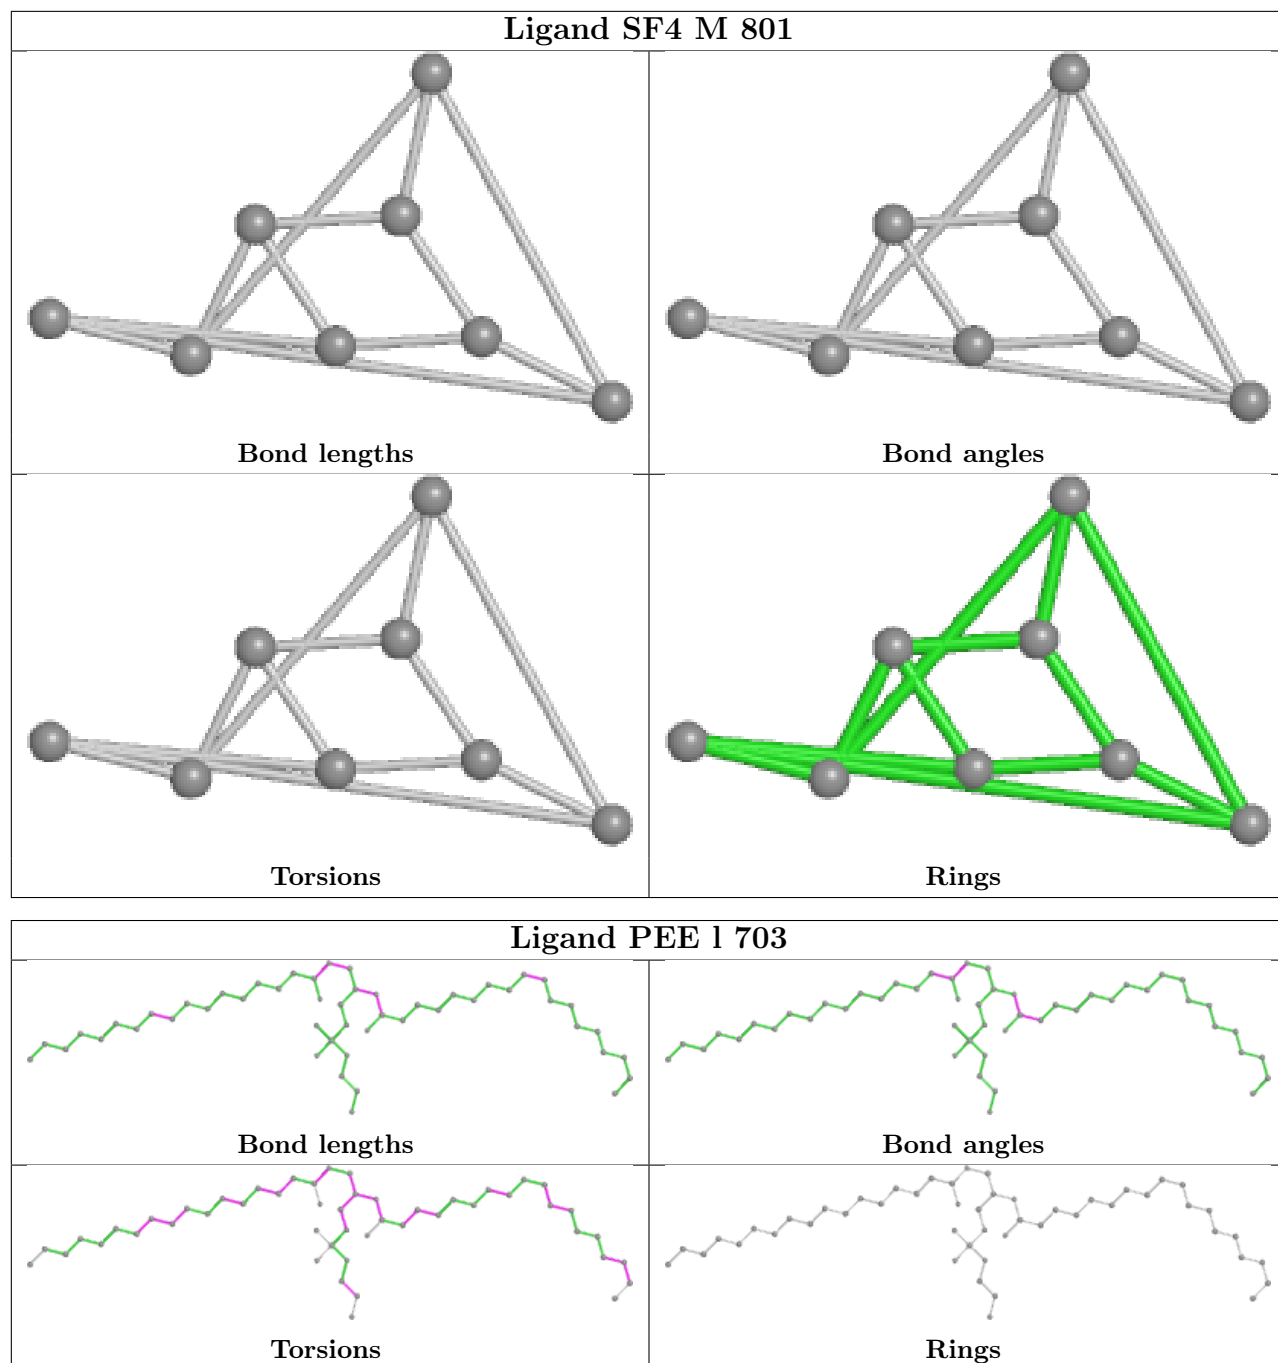 Ligand SF4 M 801
Bond lengths
Bond angles
Torsions
Rings
Ligand PEE l 703
Bond lengths
Bond angles
Torsions
Rings